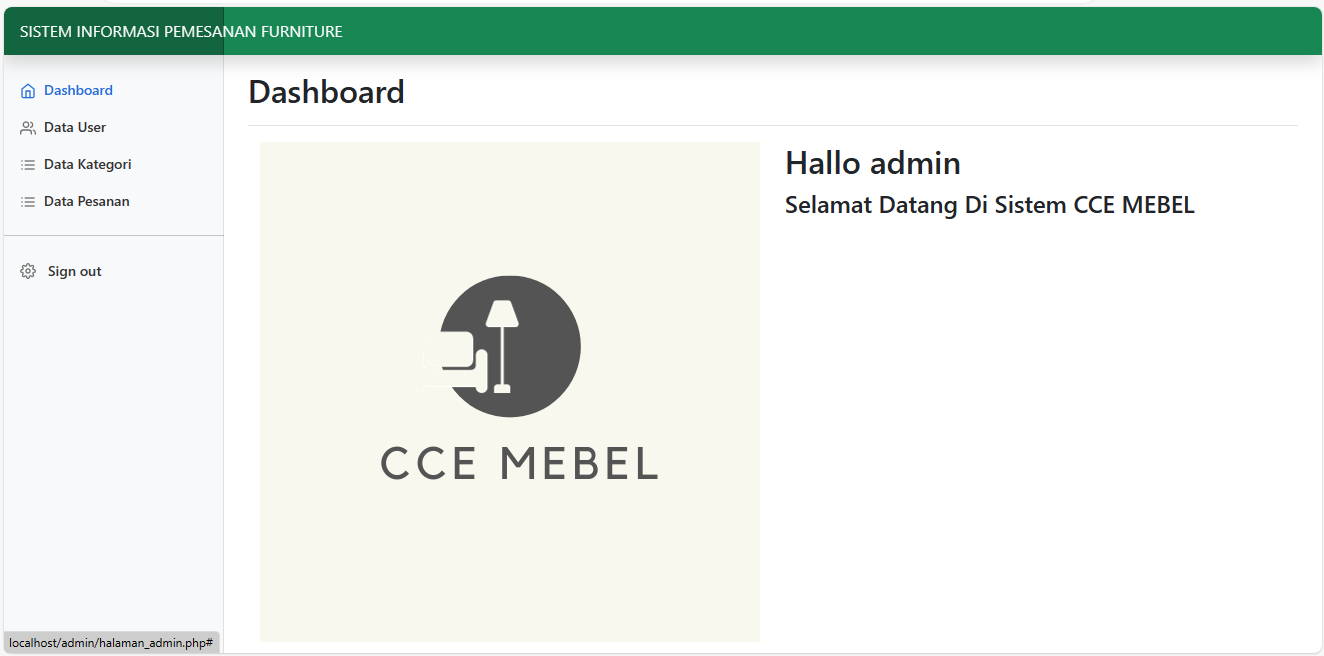 SISTEM INFORMASI PEMESANAN FURNITURE
Dashboard
Data User
Data Kategori
Data Pesanan
Sign out
Dashboard
CCE MEBEL
Hallo admin
Selamat Datang Di Sistem CCE MEBEL
localhost/admin/halaman_admin.php#